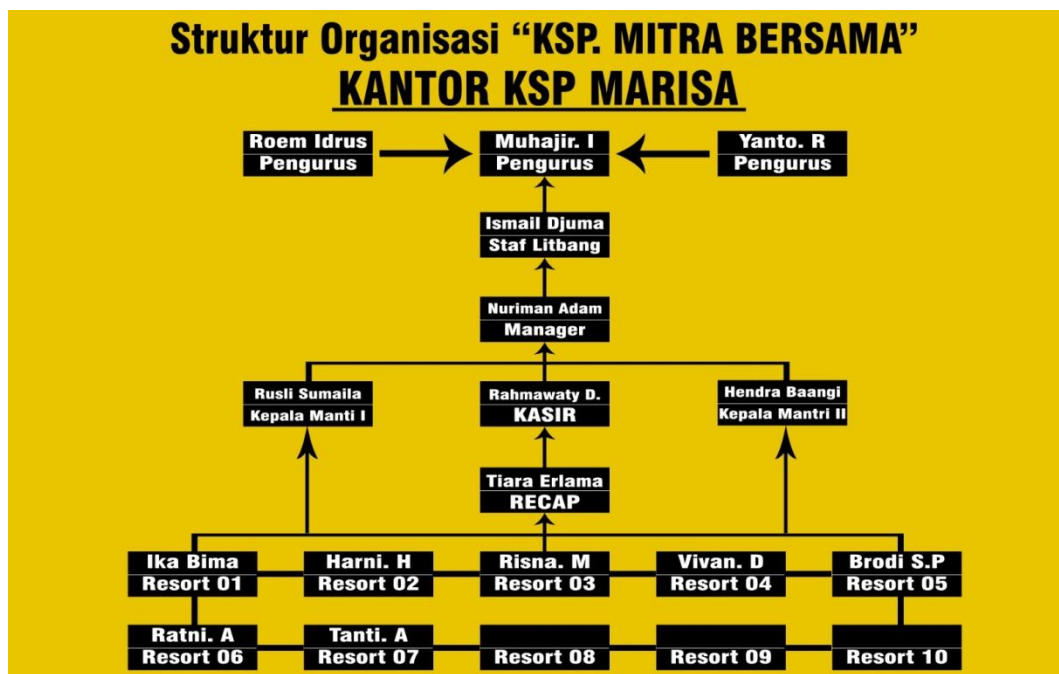 Struktur Organisasi “KSP. MITRA BERSAMA”
KANTOR KSP MARISA
Roem Idrus
Pengurus
Muhajir. I
Pengurus
Yanto. R
Pengurus
Ismail Djuma
Staf Litbang
Nuriman Adam
Manager
Rusli Sumaila
Kepala Manti I
Rahmawaty D.
KASIR
Hendra Baangi
Kepala Mantri II
Tiara Erlama
RECAP
Ika Bima
Resort 01
Harni. H
Resort 02
Risna. M
Resort 03
Vivan. D
Resort 04
Brodi S.P
Resort 05
Ratni. A
Resort 06
Tanti. A
Resort 07
Resort 08
Resort 09
Resort 10